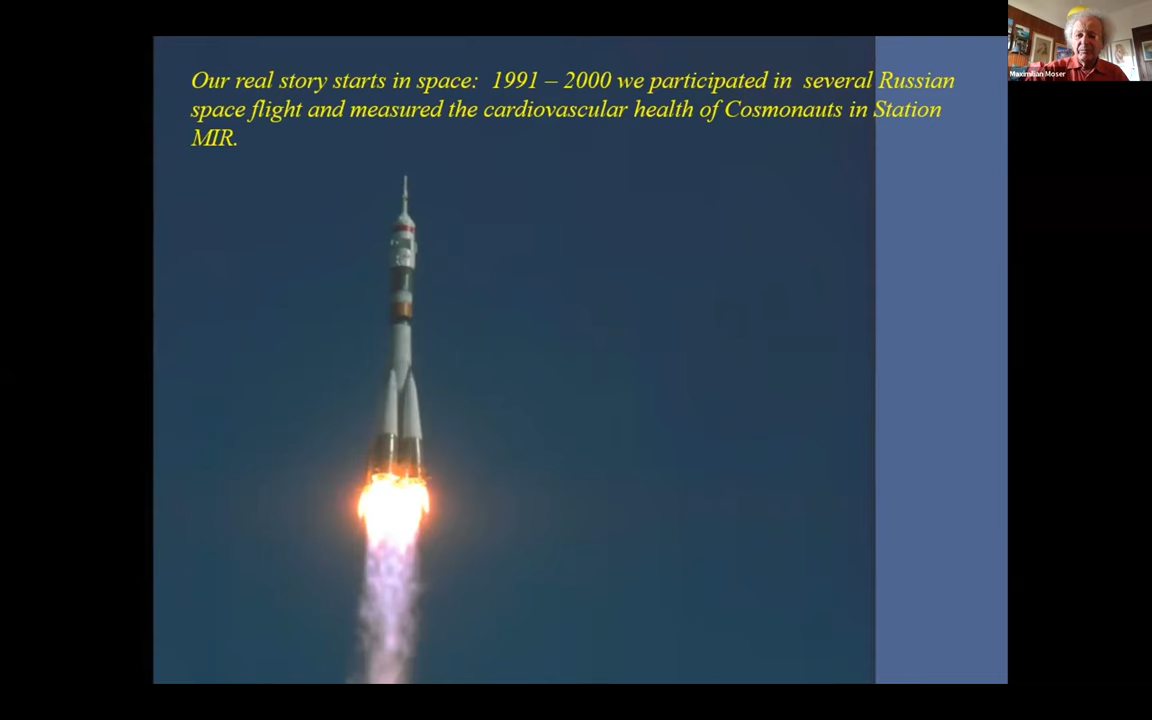 Our real story starts in space:  1991 – 2000 we participated in  several Russian
space flight and measured the cardiovascular health of Cosmonauts in Station
MIR.
Maximilian Moser